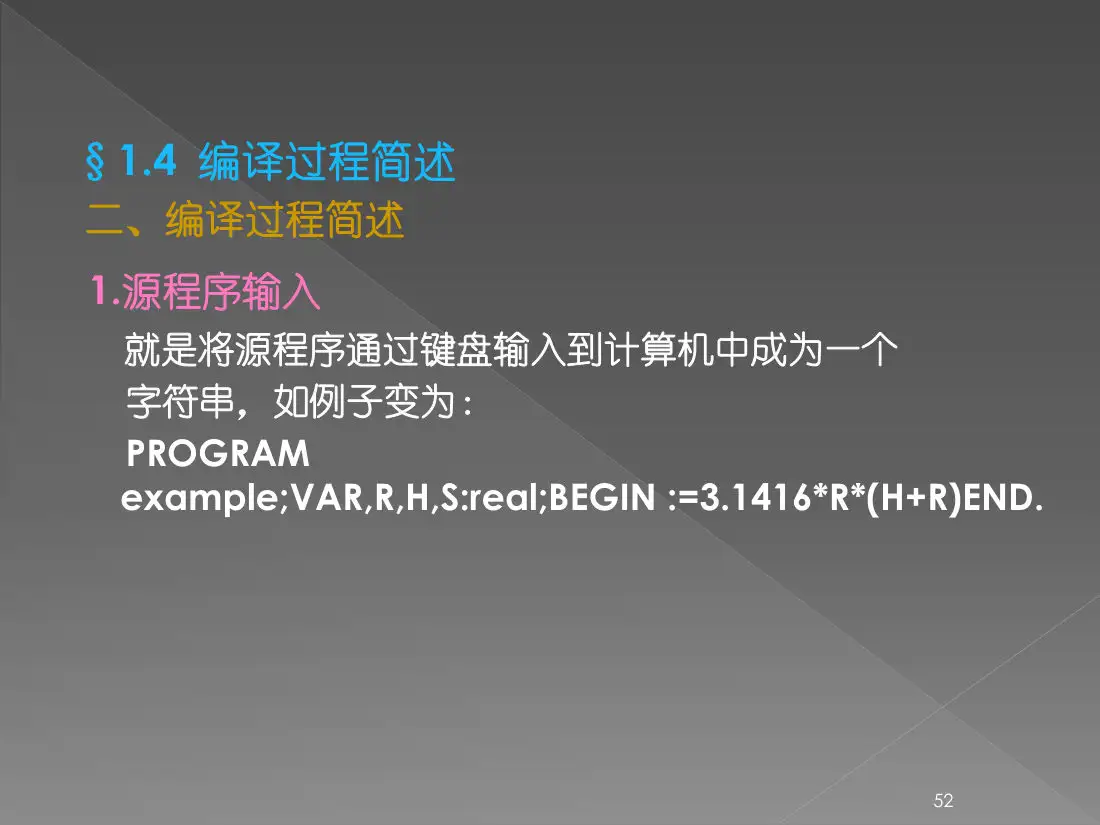 §1.4 编译过程简述
二、编译过程简述
1.源程序输入
就是将源程序通过键盘输入到计算机中成为一个
字符串，如例子变为:
PROGRAM
example;VAR,R,H,S:real;BEGIN :=3.1416*R*(H+R)END.
52